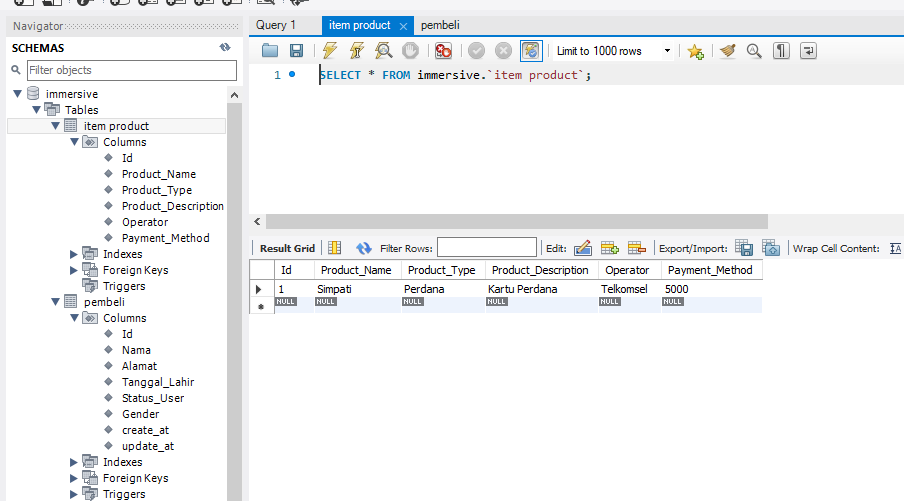 Query 1 item product pembeli
Navigator
SCHEMAS
Filter objects
Limit to 1000 rows
1 SELECT * FROM immersive.`item product`;
immersive
Tables
item product
Columns
Id
Product_Name
Product_Type
Product_Description
Operator
Payment_Method
Indexes
Foreign Keys
Triggers
pembeli
Columns
Id
Nama
Alamat
Tanggal_Lahir
Status_User
Gender
create_at
update_at
Indexes
Foreign Keys
Triggers
Result Grid Filter Rows: Edit: Export/Import: Wrap Cell Content:
Id Product_Name Product_Type Product_Description Operator Payment_Method
1 Simpati Perdana Kartu Perdana Telkomsel 5000
NULL NULL NULL NULL NULL NULL